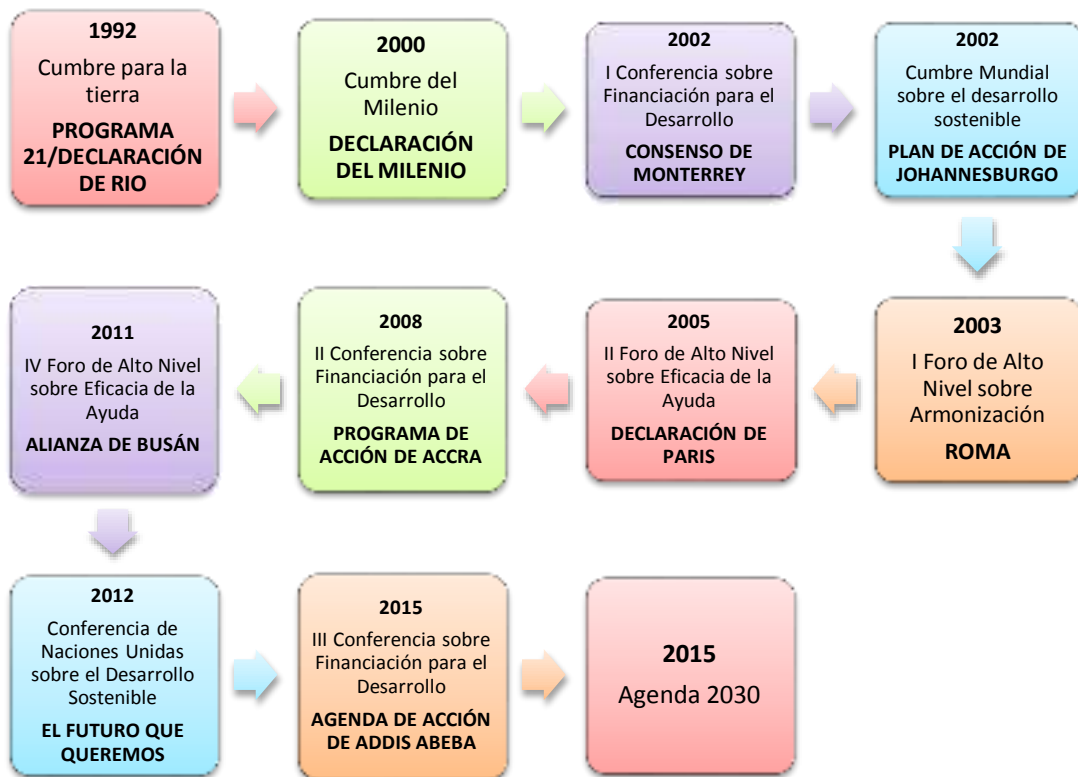 1992
Cumbre para la
tierra
PROGRAMA
21/DECLARACIÓN
DE RIO
2000
Cumbre del
Milenio
DECLARACIÓN
DEL MILENIO
2002
I Conferencia sobre
Financiación para el
Desarrollo
CONSENSO DE
MONTERREY
2002
Cumbre Mundial
sobre el desarrollo
sostenible
PLAN DE ACCIÓN DE
JOHANNESBURGO
2003
I Foro de Alto
Nivel sobre
Armonización
ROMA
2005
II Foro de Alto Nivel
sobre Eficacia de la
Ayuda
DECLARACIÓN DE
PARIS
2008
II Conferencia sobre
Financiación para el
Desarrollo
PROGRAMA DE
ACCIÓN DE ACCRA
2011
IV Foro de Alto Nivel
sobre Eficacia de la
Ayuda
ALIANZA DE BUSÁN
2012
Conferencia de
Naciones Unidas
sobre el Desarrollo
Sostenible
EL FUTURO QUE
QUEREMOS
2015
III Conferencia sobre
Financiación para el
Desarrollo
AGENDA DE ACCIÓN
DE ADDIS ABEBA
2015
Agenda 2030